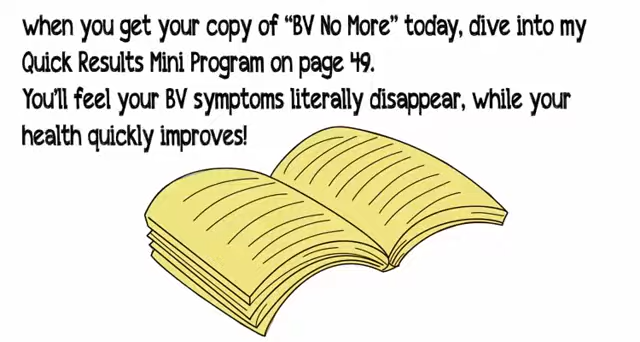 when you get your copy of “BV No More” today, dive into my
Quick Results Mini Program on page 49.
You'll feel your BV symptoms literally disappear, while your
health quickly improves!